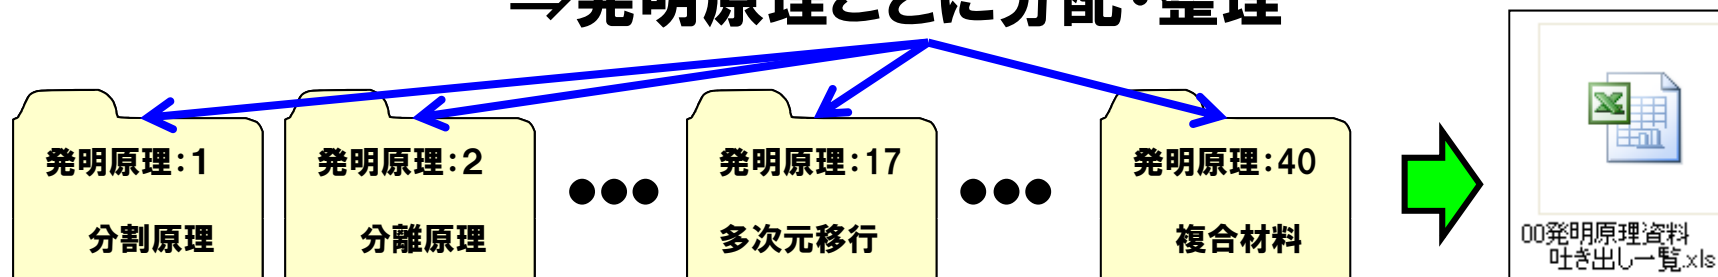 ⇒発明原理ごとに分配・整理
発明原理：1
分割原理
発明原理：2
分離原理
●●●
発明原理：17
多次元移行
●●●
発明原理：40
複合材料
00発明原理資料
吐き出し一覧.xls